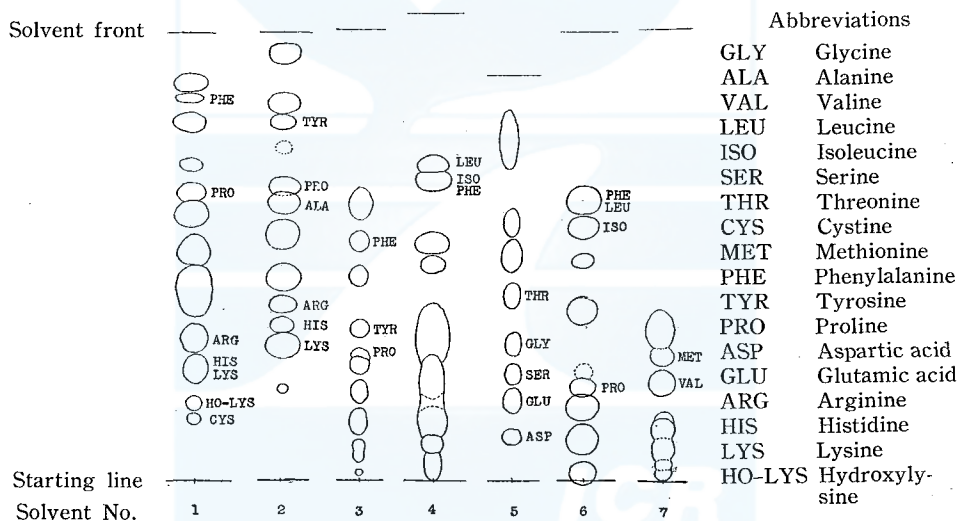 Solvent front
Abbreviations
GLY Glycine
ALA Alanine
VAL Valine
LEU Leucine
ISO Isoleucine
SER Serine
THR Threonine
CYS Cystine
MET Methionine
PHE Phenylalanine
TYR Tyrosine
PRO Proline
ASP Aspartic acid
GLU Glutamic acid
ARG Arginine
HIS Histidine
LYS Lysine
HO-LYS Hydroxyly-
sine
PHE
PRO
ARG
HIS
LYS
HO-LYS
CYS
TYR
PRO
ALA
ARG
HIS
LYS
PHE
TYR
PRO
LEU
ISO
PHE
THR
GLY
SER
GLU
ASP
PHE
LEU
ISO
PRO
MET
VAL
Starting line
Solvent No. 1 2 3 4 5 6 7
ICR